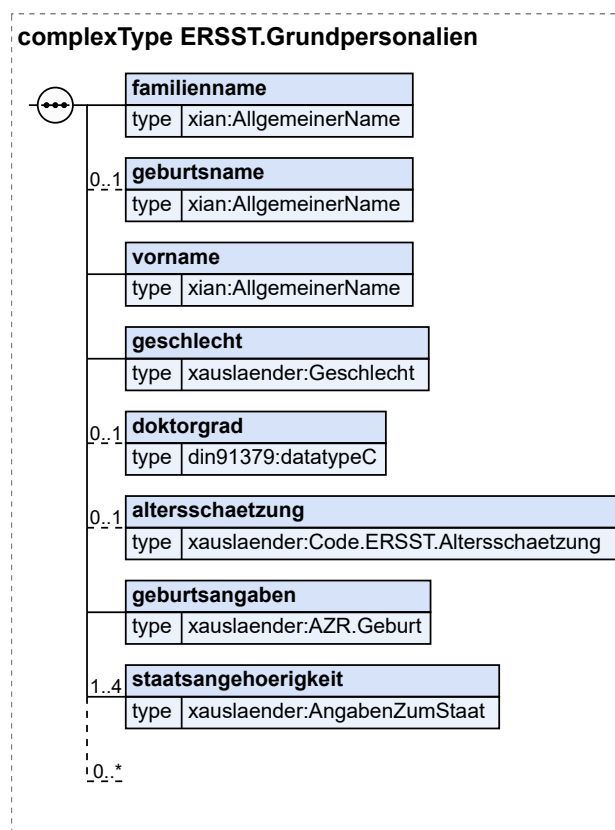 complexType ERSST.Grundpersonalien
familienname
type xian:AllgemeinerName
0..1 geburtsname
type xian:AllgemeinerName
vorname
type xian:AllgemeinerName
geschlecht
type xauslaender:Geschlecht
0..1 doktorgrad
type din91379:datatypeC
0..1 altersschaetzung
type xauslaender:Code.ERSST.Altersschaetzung
geburtsangaben
type xauslaender:AZR.Geburt
1..4 staatsangehoerigkeit
type xauslaender:AngabenZumStaat
0..*